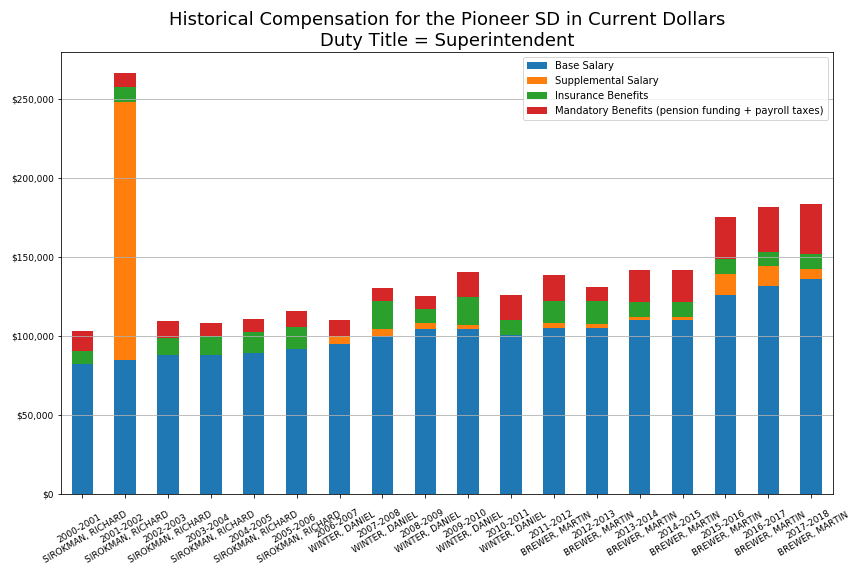 Historical Compensation for the Pioneer SD in Current Dollars
Duty Title = Superintendent
Base Salary
Supplemental Salary
Insurance Benefits
Mandatory Benefits (pension funding + payroll taxes)
$250,000
$200,000
$150,000
$100,000
$50,000
$0
2000-2001
SIROKMAN, RICHARD
2001-2002
SIROKMAN, RICHARD
2002-2003
SIROKMAN, RICHARD
2003-2004
SIROKMAN, RICHARD
2004-2005
SIROKMAN, RICHARD
2005-2006
SIROKMAN, RICHARD
2006-2007
WINTER, DANIEL
2007-2008
WINTER, DANIEL
2008-2009
WINTER, DANIEL
2009-2010
WINTER, DANIEL
2010-2011
WINTER, DANIEL
2011-2012
BREWER, MARTIN
2012-2013
BREWER, MARTIN
2013-2014
BREWER, MARTIN
2014-2015
BREWER, MARTIN
2015-2016
BREWER, MARTIN
2016-2017
BREWER, MARTIN
2017-2018
BREWER, MARTIN